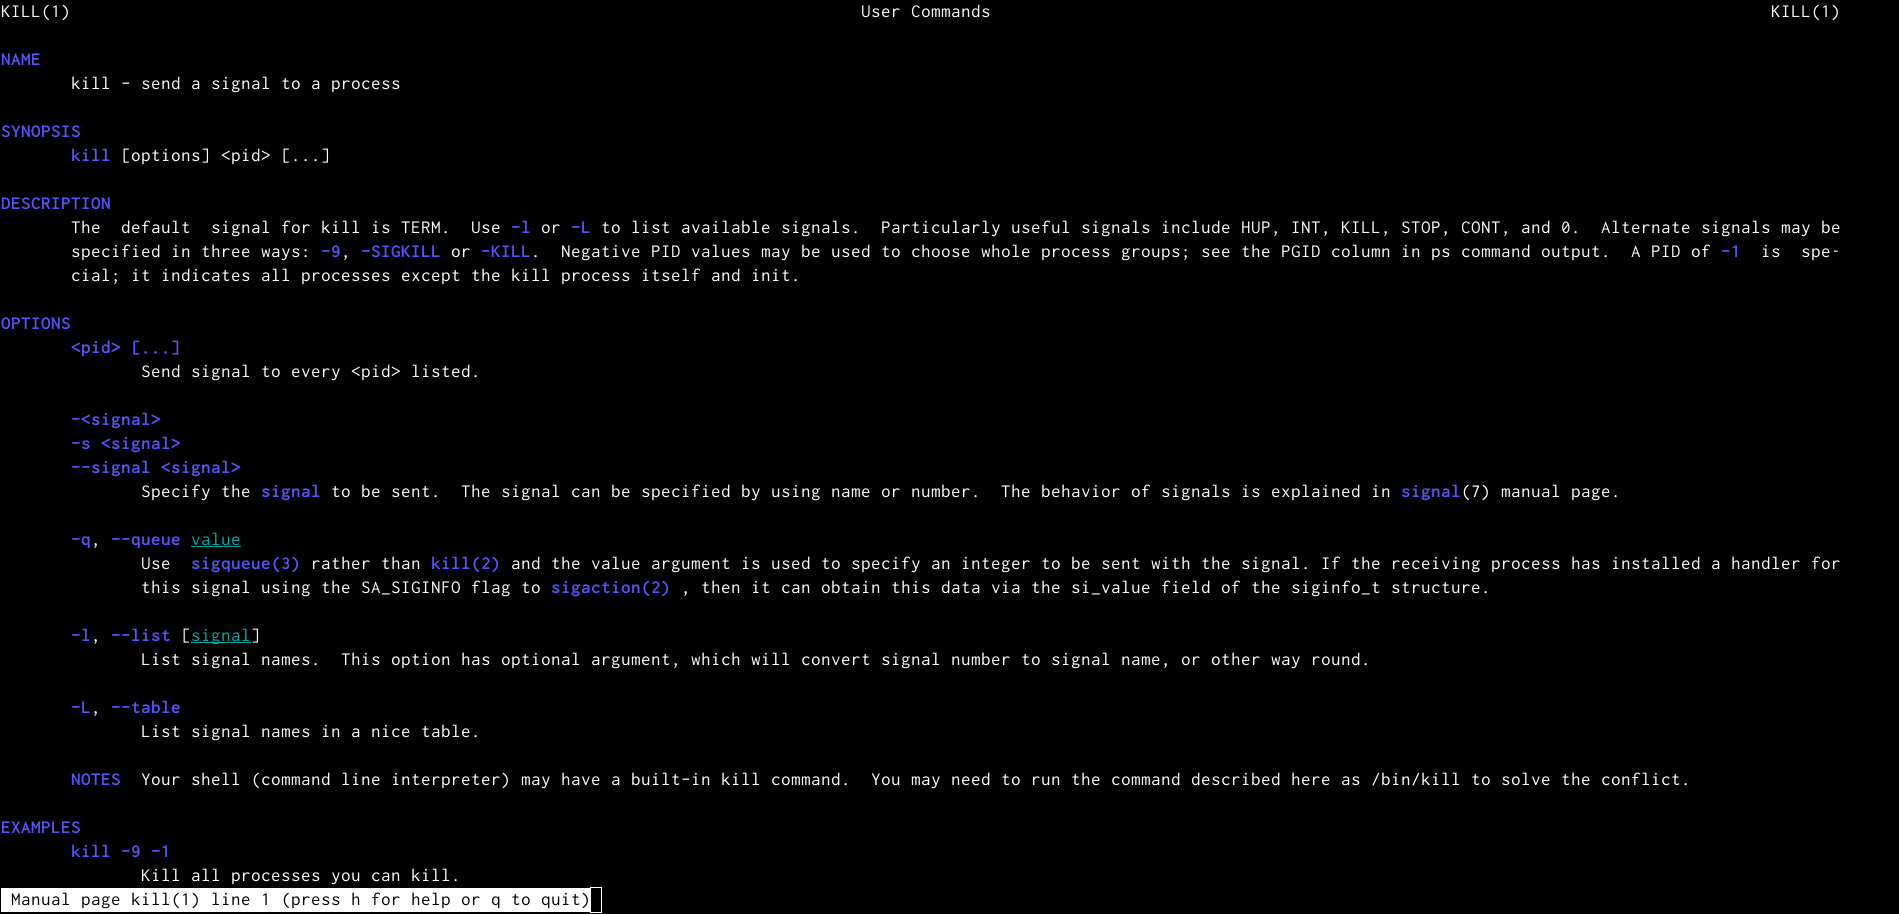 KILL(1) User Commands KILL(1)
NAME
kill - send a signal to a process
SYNOPSIS
kill [options] <pid> [...]
DESCRIPTION
The default signal for kill is TERM. Use -l or -L to list available signals. Particularly useful signals include HUP, INT, KILL, STOP, CONT, and 0. Alternate signals may be
specified in three ways: -9, -SIGKILL or -KILL. Negative PID values may be used to choose whole process groups; see the PGID column in ps command output. A PID of -1 is spe-
cial; it indicates all processes except the kill process itself and init.
OPTIONS
<pid> [...]
Send signal to every <pid> listed.
-<signal>
-s <signal>
--signal <signal>
Specify the signal to be sent. The signal can be specified by using name or number. The behavior of signals is explained in signal(7) manual page.
-q, --queue value
Use sigqueue(3) rather than kill(2) and the value argument is used to specify an integer to be sent with the signal. If the receiving process has installed a handler for
this signal using the SA_SIGINFO flag to sigaction(2) , then it can obtain this data via the si_value field of the siginfo_t structure.
-l, --list [signal]
List signal names. This option has optional argument, which will convert signal number to signal name, or other way round.
-L, --table
List signal names in a nice table.
NOTES Your shell (command line interpreter) may have a built-in kill command. You may need to run the command described here as /bin/kill to solve the conflict.
EXAMPLES
kill -9 -1
Kill all processes you can kill.
Manual page kill(1) line 1 (press h for help or q to quit)